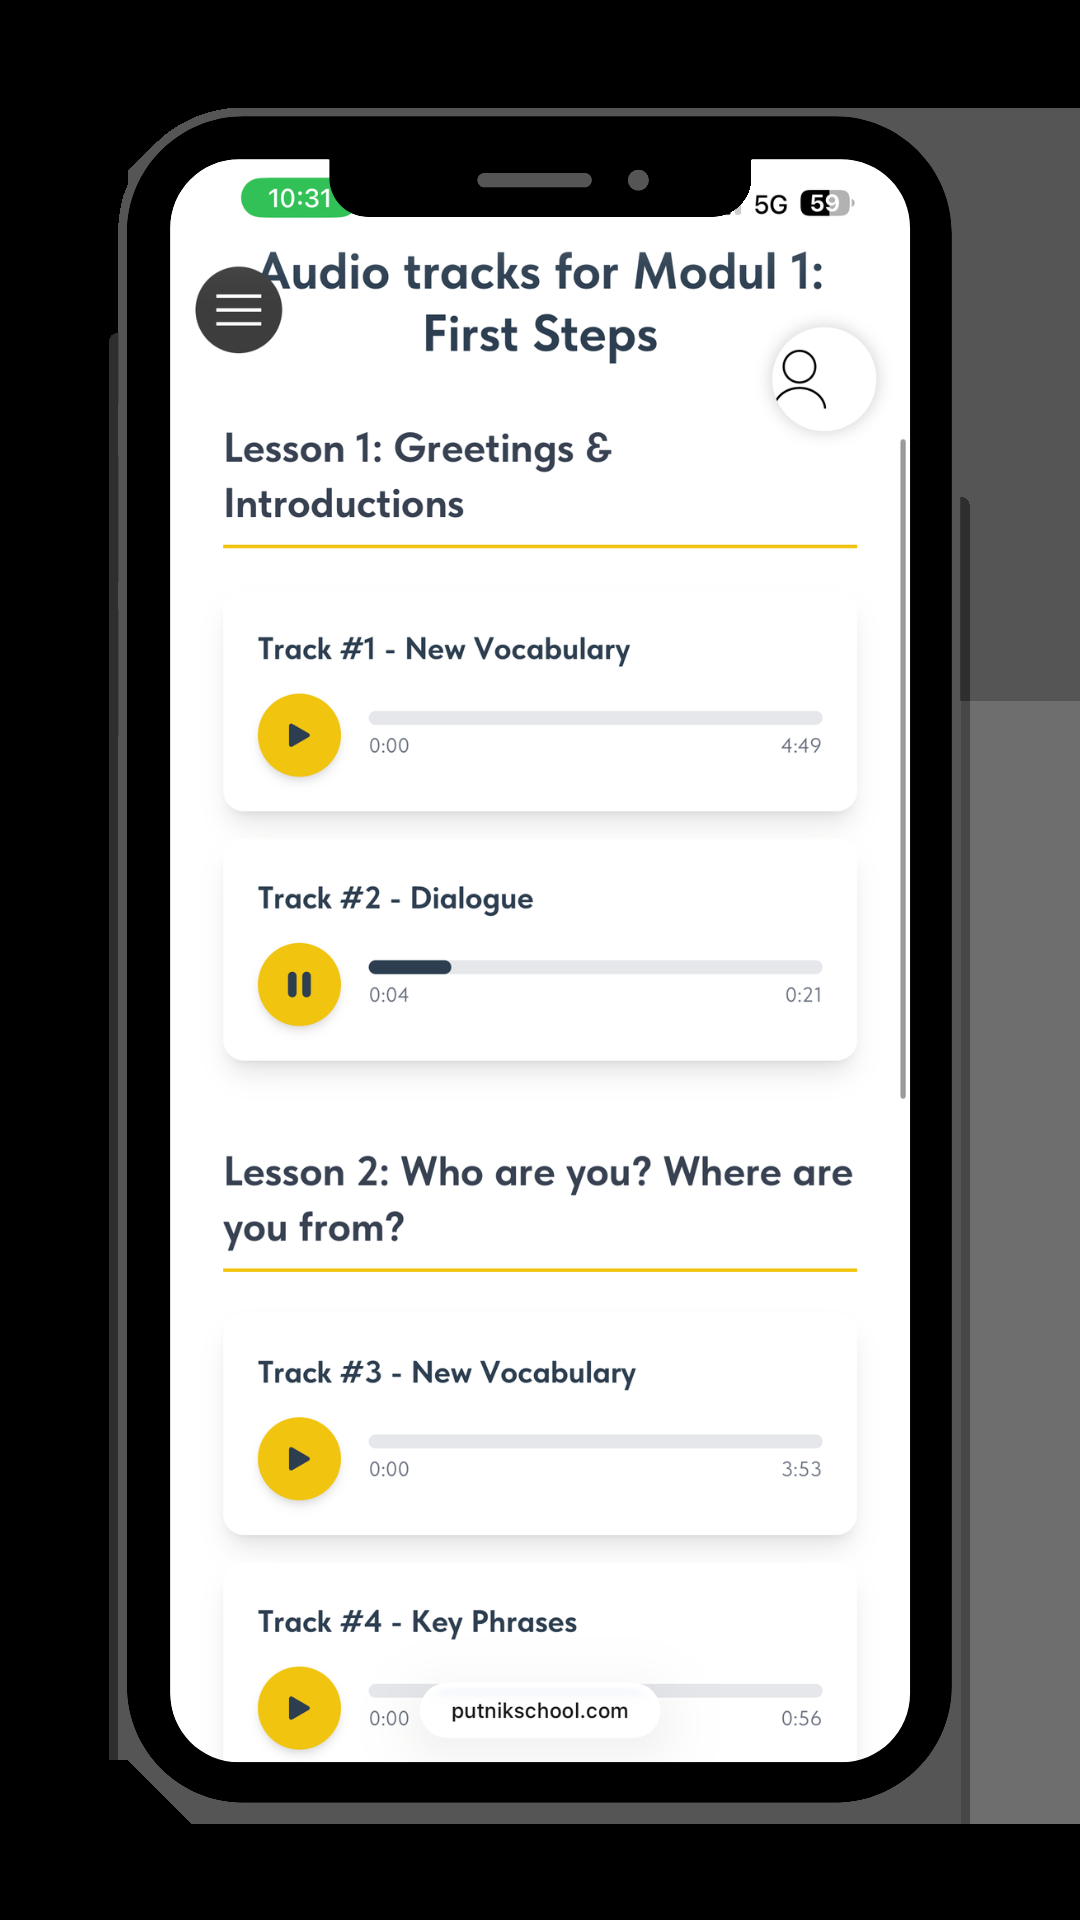 10:31
5G
59
Audio tracks for Modul 1:
First Steps
Lesson 1: Greetings &
Introductions
Track #1 - New Vocabulary
0:00
4:49
Track #2 - Dialogue
0:04
0:21
Lesson 2: Who are you? Where are
you from?
Track #3 - New Vocabulary
0:00
3:53
Track #4 - Key Phrases
0:00
0:56
putnikschool.com